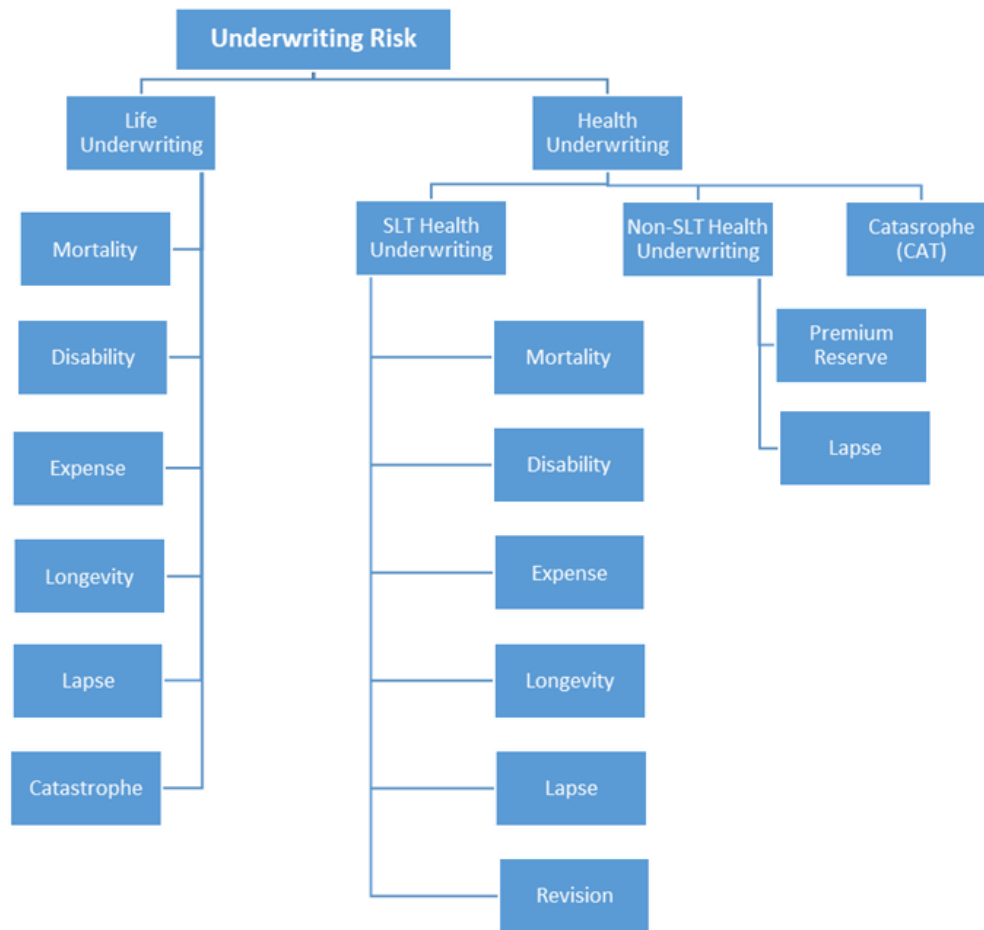 Underwriting Risk
Life
Underwriting
Health
Underwriting
SLT Health
Underwriting
Non-SLT Health
Underwriting
Catasrophe
(CAT)
Mortality
Disability
Expense
Longevity
Lapse
Catastrophe
Mortality
Disability
Expense
Longevity
Lapse
Revision
Premium
Reserve
Lapse